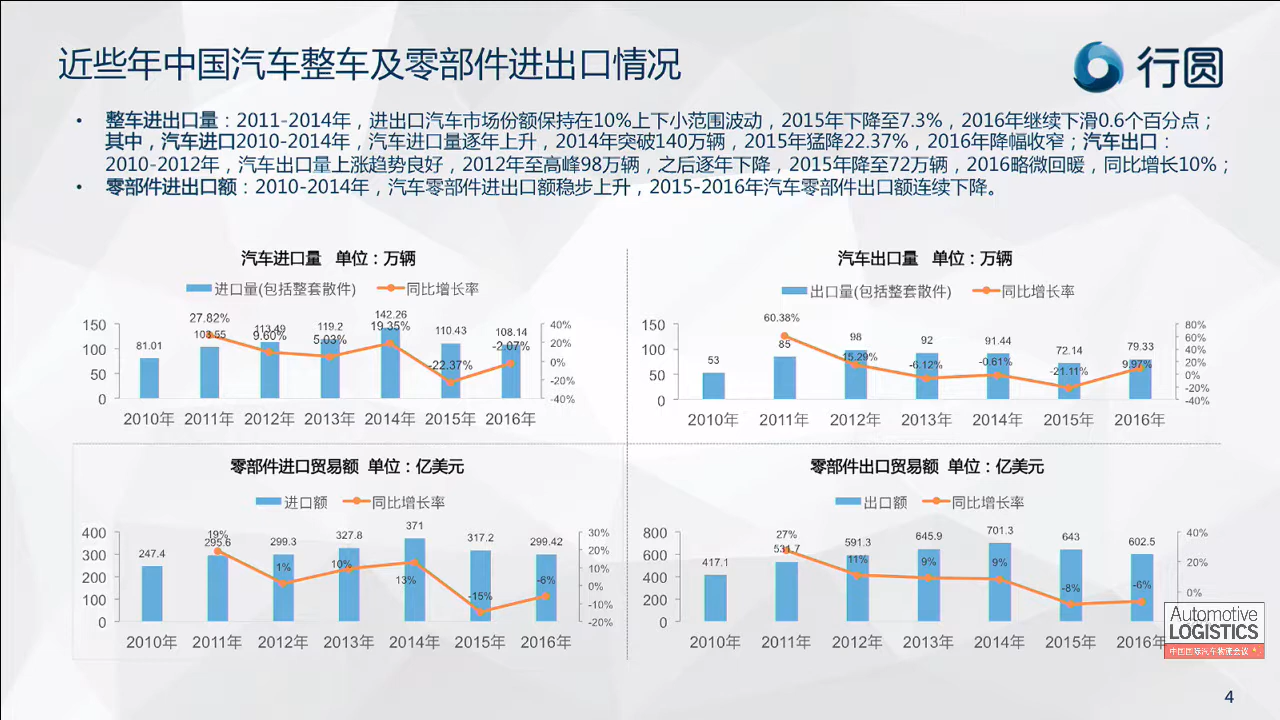 近些年中国汽车整车及零部件进出口情况
行圆
• 整车进出口量：2011-2014年，进出口汽车市场份额保持在10%上下小范围波动，2015年下降至7.3%，2016年继续下滑0.6个百分点；
其中，汽车进口2010-2014年，汽车进口量逐年上升，2014年突破140万辆，2015年猛降22.37%，2016年降幅收窄；汽车出口：
2010-2012年，汽车出口量上涨趋势良好，2012年至高峰98万辆，之后逐年下降，2015年降至72万辆，2016略微回暖，同比增长10%；
• 零部件进出口额：2010-2014年，汽车零部件进出口额稳步上升，2015-2016年汽车零部件出口额连续下降。
汽车进口量 单位：万辆
进口量(包括整套散件) 同比增长率
150
100
50
0
81.01 103.55 113.49 119.2 142.26 110.43 108.14
27.82% 9.60% 5.03% 19.35% -22.37% -2.07%
40%
20%
0%
-20%
-40%
2010年 2011年 2012年 2013年 2014年 2015年 2016年
汽车出口量 单位：万辆
出口量(包括整套散件) 同比增长率
150
100
50
0
53 85 98 92 91.44 72.14 79.33
60.38% 15.29% -6.12% -0.61% -21.11% 9.97%
80%
60%
40%
20%
0%
-20%
-40%
2010年 2011年 2012年 2013年 2014年 2015年 2016年
零部件进口贸易额 单位：亿美元
进口额 同比增长率
400
300
200
100
0
247.4 295.6 299.3 327.8 371 317.2 299.42
19% 1% 10% 13% -15% -6%
30%
20%
10%
0%
-10%
-20%
2010年 2011年 2012年 2013年 2014年 2015年 2016年
零部件出口贸易额 单位：亿美元
出口额 同比增长率
800
600
400
200
0
417.1 531.7 591.3 645.9 701.3 643 602.5
27% 11% 9% 9% -8% -6%
40%
20%
0%
2010年 2011年 2012年 2013年 2014年 2015年 2016年
Automotive
LOGISTICS
中国国际汽车物流会议
4